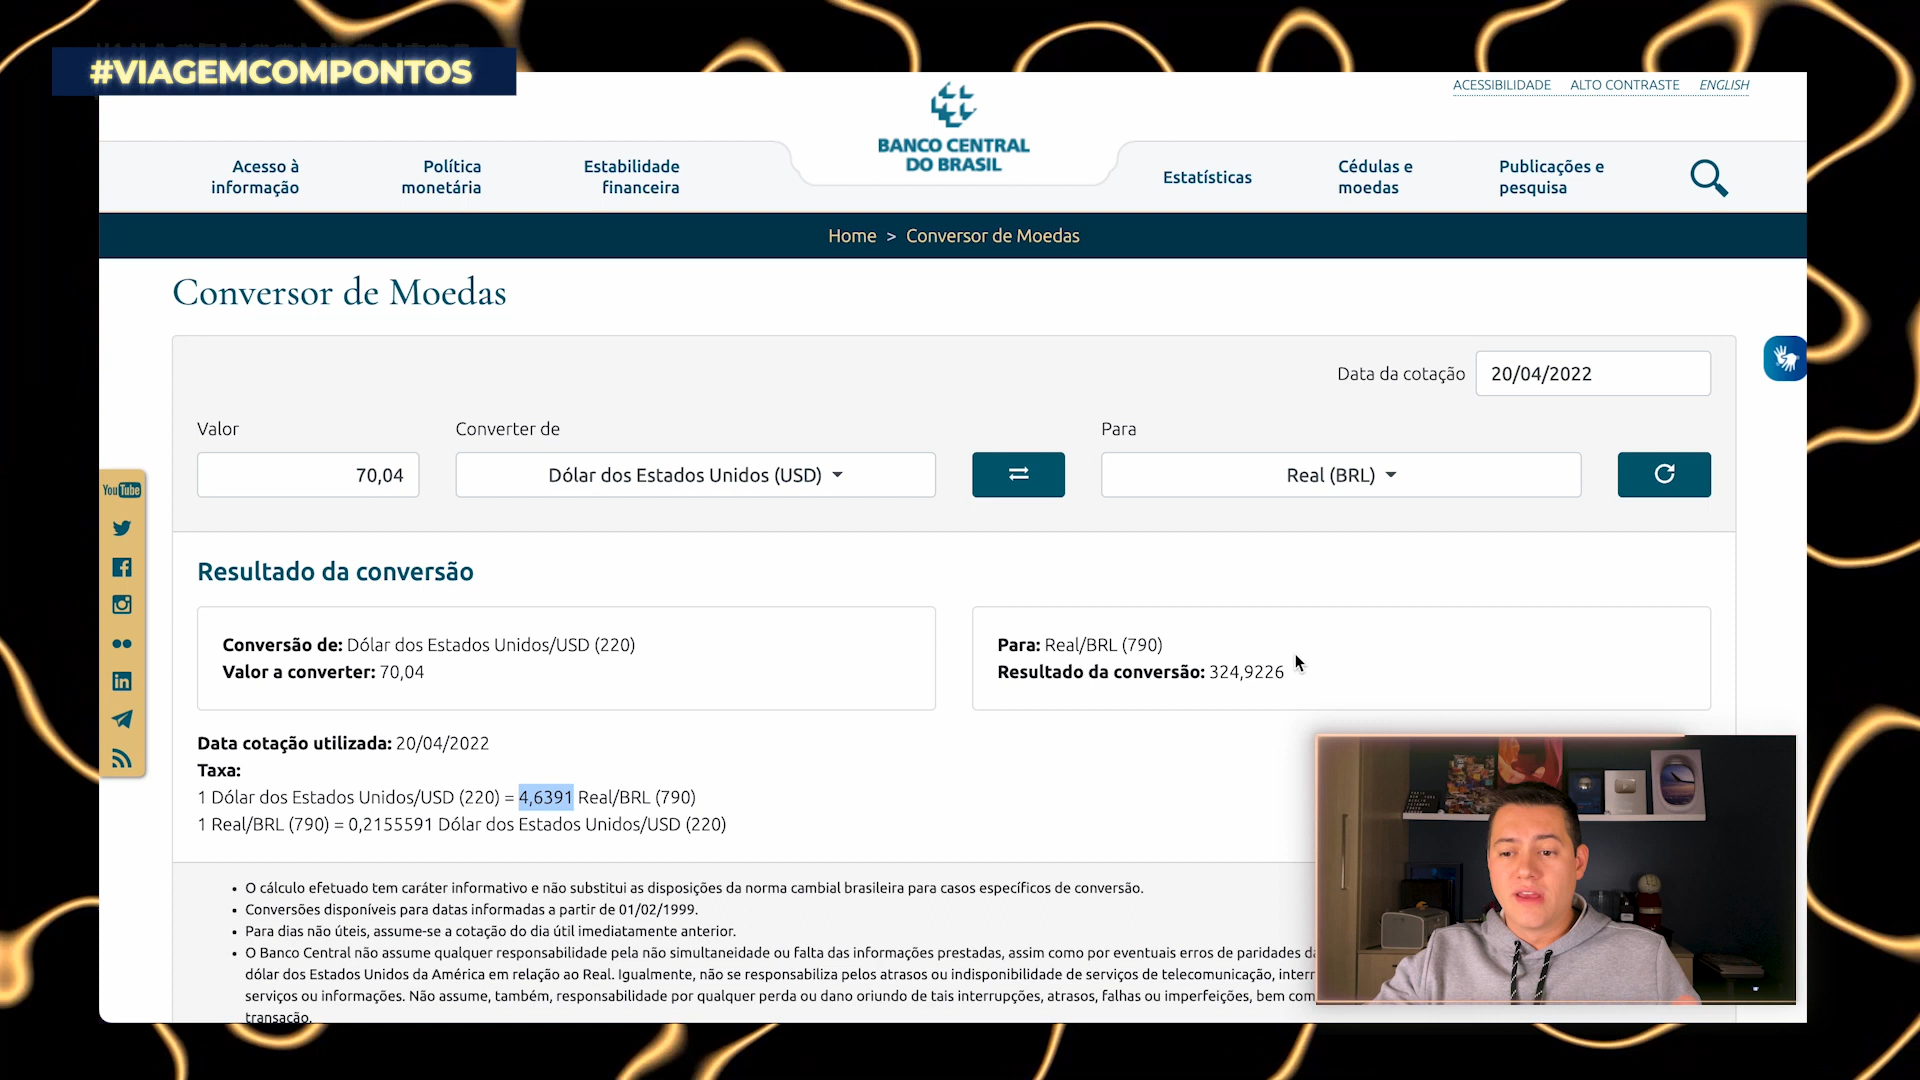 #VIAGEMCOMPONTOS
ACESSIBILIDADE ALTO CONTRASTE ENGLISH
BANCO CENTRAL
DO BRASIL
Acesso à
informação
Política
monetária
Estabilidade
financeira
Estatísticas
Cédulas e
moedas
Publicações e
pesquisa
Home > Conversor de Moedas
Conversor de Moedas
Data da cotação 20/04/2022
Valor Converter de Para
70,04 Dólar dos Estados Unidos (USD) Real (BRL)
YouTube
Resultado da conversão
Conversão de: Dólar dos Estados Unidos/USD (220)
Valor a converter: 70,04
Para: Real/BRL (790)
Resultado da conversão: 324,9226
Data cotação utilizada: 20/04/2022
Taxa:
1 Dólar dos Estados Unidos/USD (220) = 4,6391 Real/BRL (790)
1 Real/BRL (790) = 0,2155591 Dólar dos Estados Unidos/USD (220)
• O cálculo efetuado tem caráter informativo e não substitui as disposições da norma cambial brasileira para casos específicos de conversão.
• Conversões disponíveis para datas informadas a partir de 01/02/1999.
• Para dias não úteis, assume-se a cotação do dia útil imediatamente anterior.
• O Banco Central não assume qualquer responsabilidade pela não simultaneidade ou falta das informações prestadas, assim como por eventuais erros de paridades da
dólar dos Estados Unidos da América em relação ao Real. Igualmente, não se responsabiliza pelos atrasos ou indisponibilidade de serviços de telecomunicação, interr
serviços ou informações. Não assume, também, responsabilidade por qualquer perda ou dano oriundo de tais interrupções, atrasos, falhas ou imperfeições, bem com
transação.